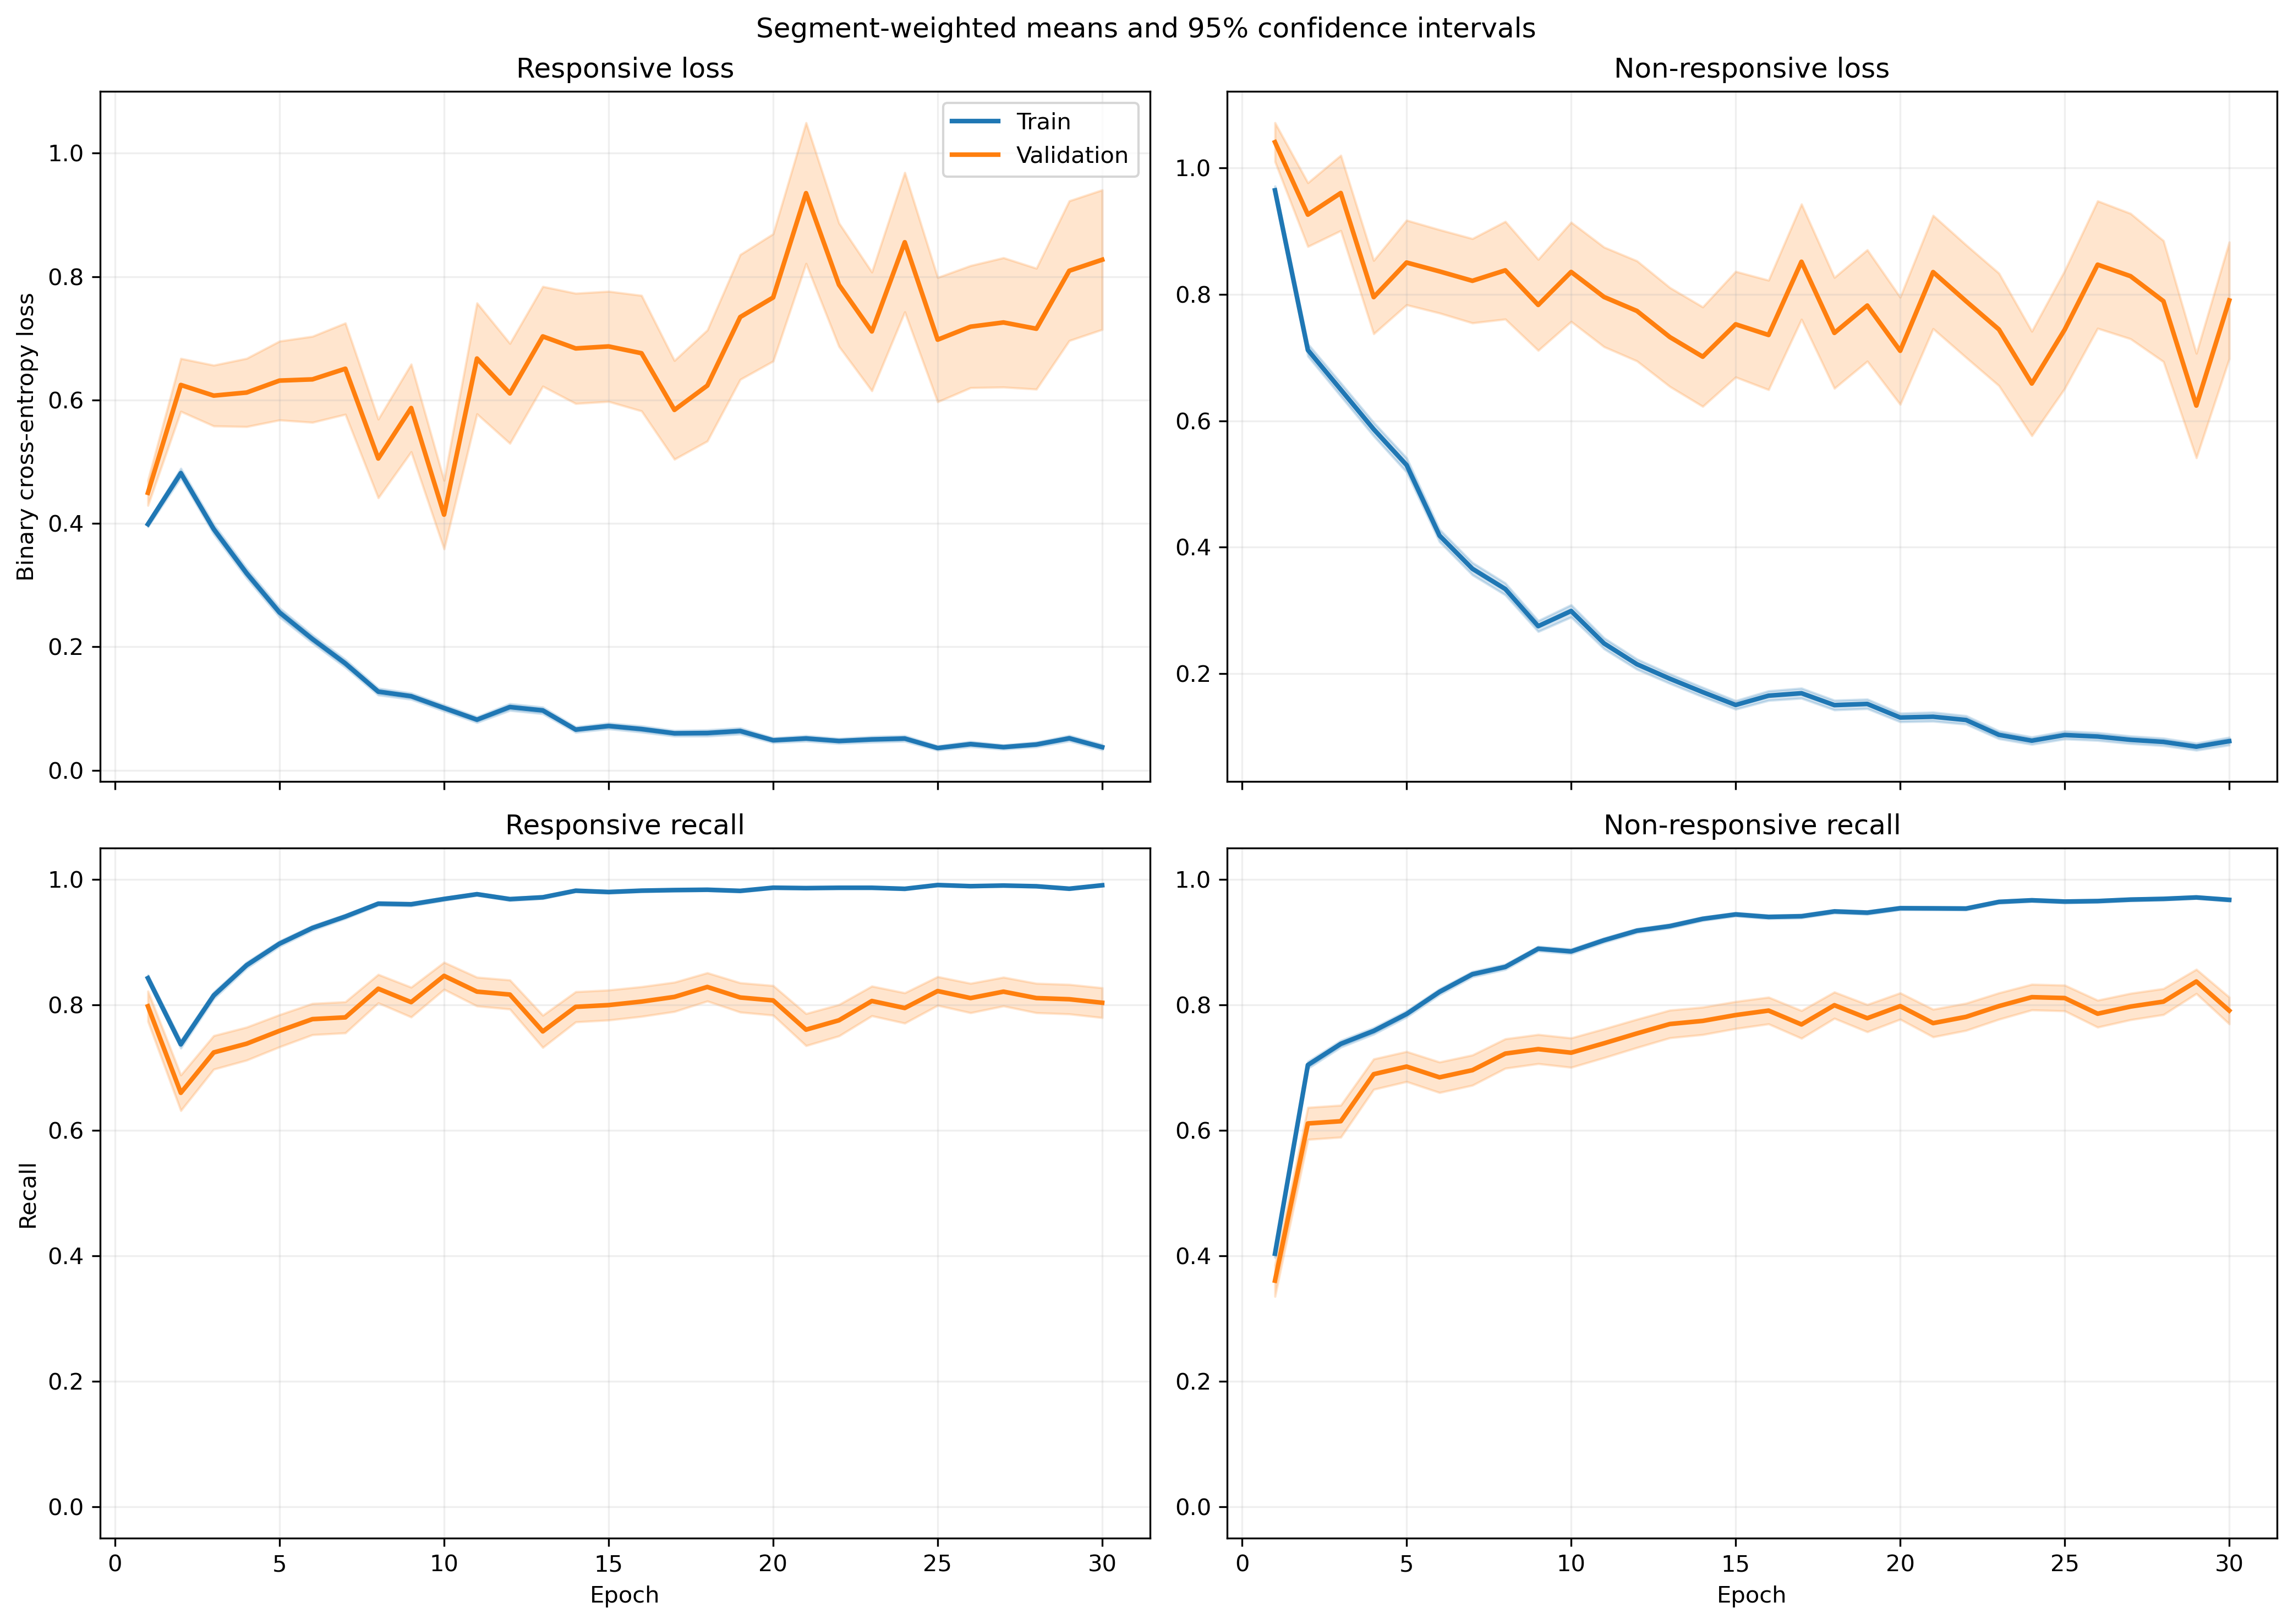 Segment-weighted means and 95% confidence intervals
Responsive loss
Non-responsive loss
Train
Validation
Binary cross-entropy loss
1.0
0.8
0.6
0.4
0.2
0.0
1.0
0.8
0.6
0.4
0.2
Responsive recall
Non-responsive recall
Recall
1.0
0.8
0.6
0.4
0.2
0.0
1.0
0.8
0.6
0.4
0.2
0.0
0 5 10 15 20 25 30
0 5 10 15 20 25 30
Epoch
Epoch